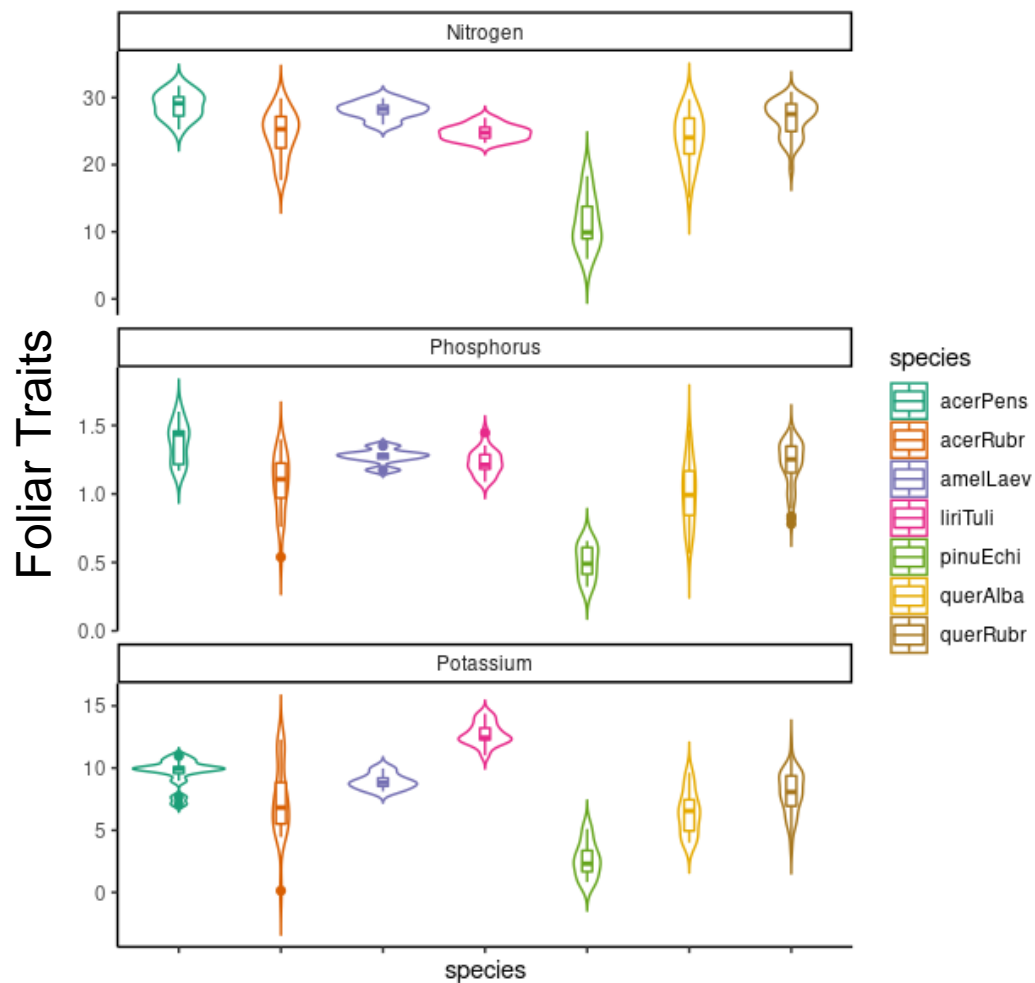 Nitrogen
30
20
10
0
Foliar Traits
Phosphorus
1.5
1.0
0.5
0.0
Potassium
15
10
5
0
species
species
acerPens
acerRubr
amelLaev
liriTuli
pinuEchi
querAlba
querRubr